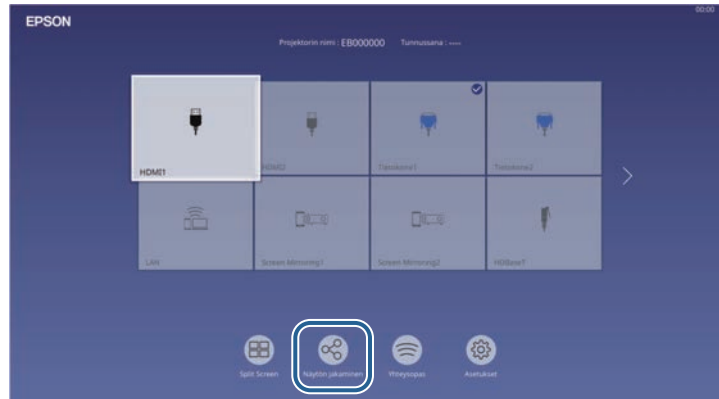 00:00
EPSON
Projektorin nimi : EB000000 Tunnussana : ----
HDMI1
HDMI2
Tietokone1
Tietokone2
LAN
Screen Mirroring1
Screen Mirroring2
HDBaseT
Split Screen
Näytön jakaminen
Yhteysopas
Asetukset